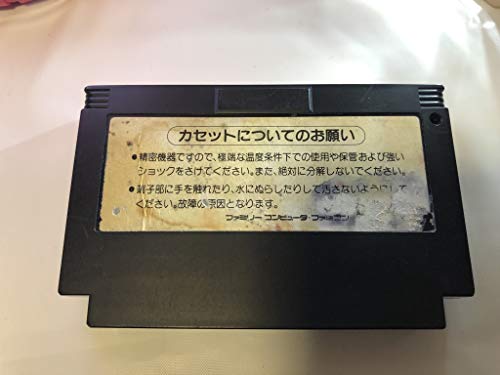 カセットについてのお願い
●精密機器ですので、極端な温度条件下での使用や保管および強い
ショックをさけてください。また、絶対に分解しないでください。
●端子部に手を触れたり、水にぬらしたりして汚さないようにして
ください。故障の原因となります。
ファミリー コンピュータ・ファミコン